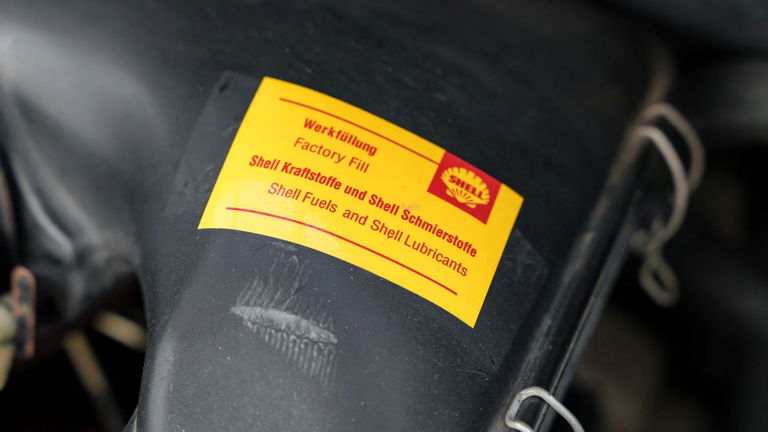 Werkfüllung
Factory Fill
SHELL
Shell Kraftstoffe und Shell Schmierstoffe
Shell Fuels and Shell Lubricants